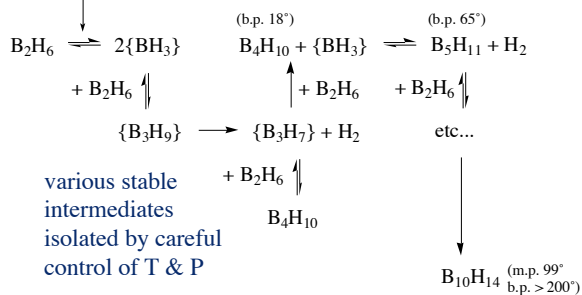 (b.p. 18°) (b.p. 65°)
B₂H₆ ⇌ 2{BH₃} B₄H₁₀ + {BH₃} ⇌ B₅H₁₁ + H₂
+ B₂H₆ + B₂H₆ + B₂H₆
{B₃H₉} → {B₃H₇} + H₂ etc...
+ B₂H₆
B₄H₁₀
various stable
intermediates
isolated by careful
control of T & P
B₁₀H₁₄ (m.p. 99°
b.p. > 200°)